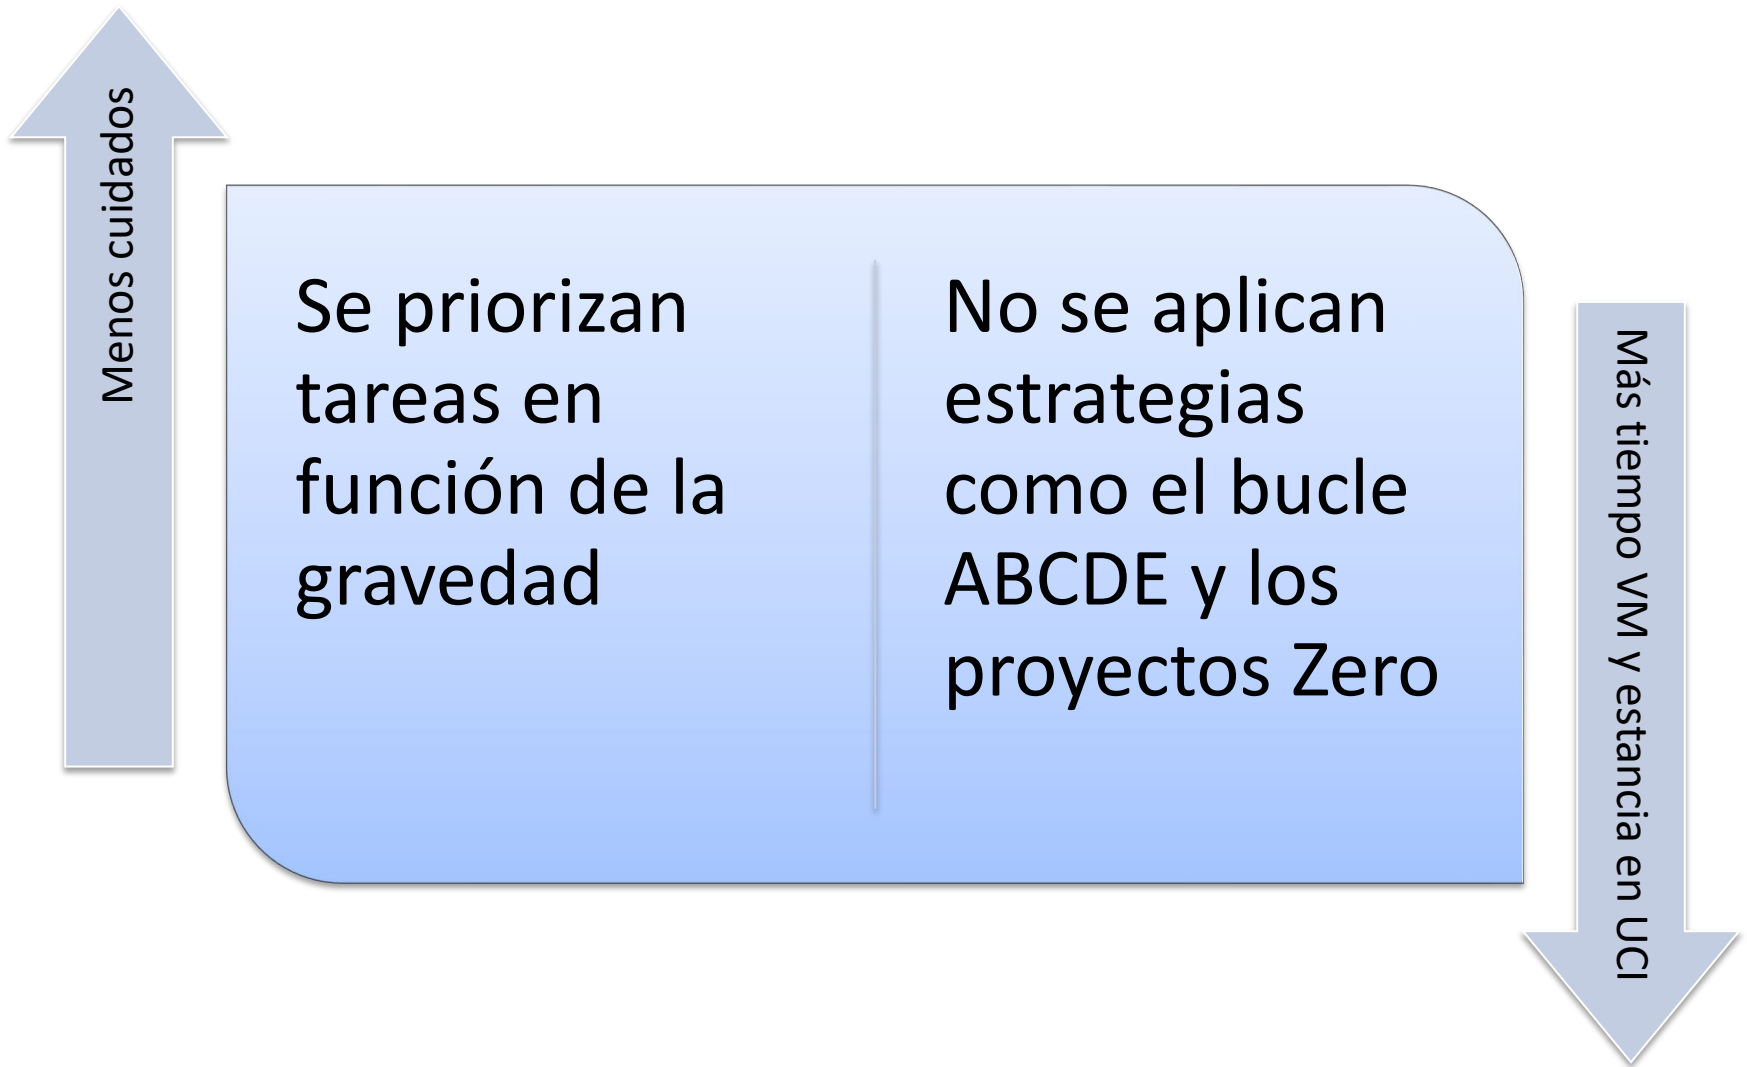 Menos cuidados
Se priorizan
tareas en
función de la
gravedad
No se aplican
estrategias
como el bucle
ABCDE y los
proyectos Zero
Más tiempo VM y estancia en UCI